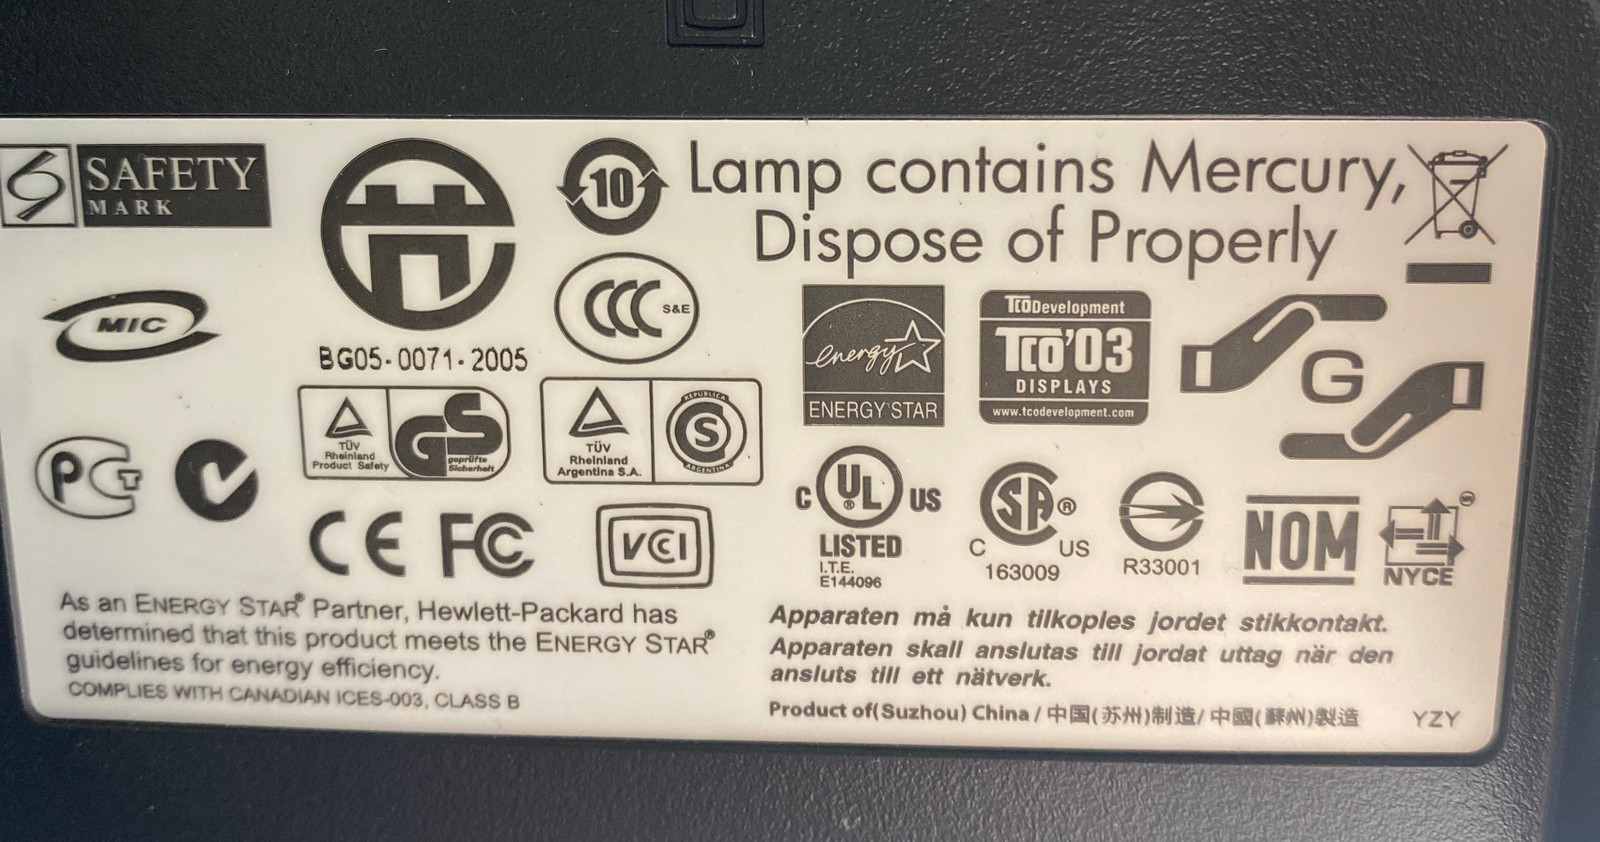 SAFETY
MARK
10
Lamp contains Mercury,
Dispose of Properly
MIC
BG05-0071-2005
CCC S&E
energy
ENERGY STAR
TCODevelopment
TCO'03
DISPLAYS
www.tcodevelopment.com
G
TÜV
Rheinland
Product Safety
GS
geprüfte
Sicherheit
TÜV
Rheinland
Argentina S.A.
REPUBLICA
S
ARGENTINA
PCT
CE FC VCI
C UL® US
LISTED
I.T.E.
E144096
SA®
C US
163009
R33001
NOM
NYCE
As an ENERGY STAR® Partner, Hewlett-Packard has
determined that this product meets the ENERGY STAR®
guidelines for energy efficiency.
COMPLIES WITH CANADIAN ICES-003, CLASS B
Apparaten må kun tilkoples jordet stikkontakt.
Apparaten skall anslutas till jordat uttag när den
ansluts till ett nätverk.
Product of(Suzhou) China / 中国(苏州)制造/ 中國(蘇州)製造
YZY